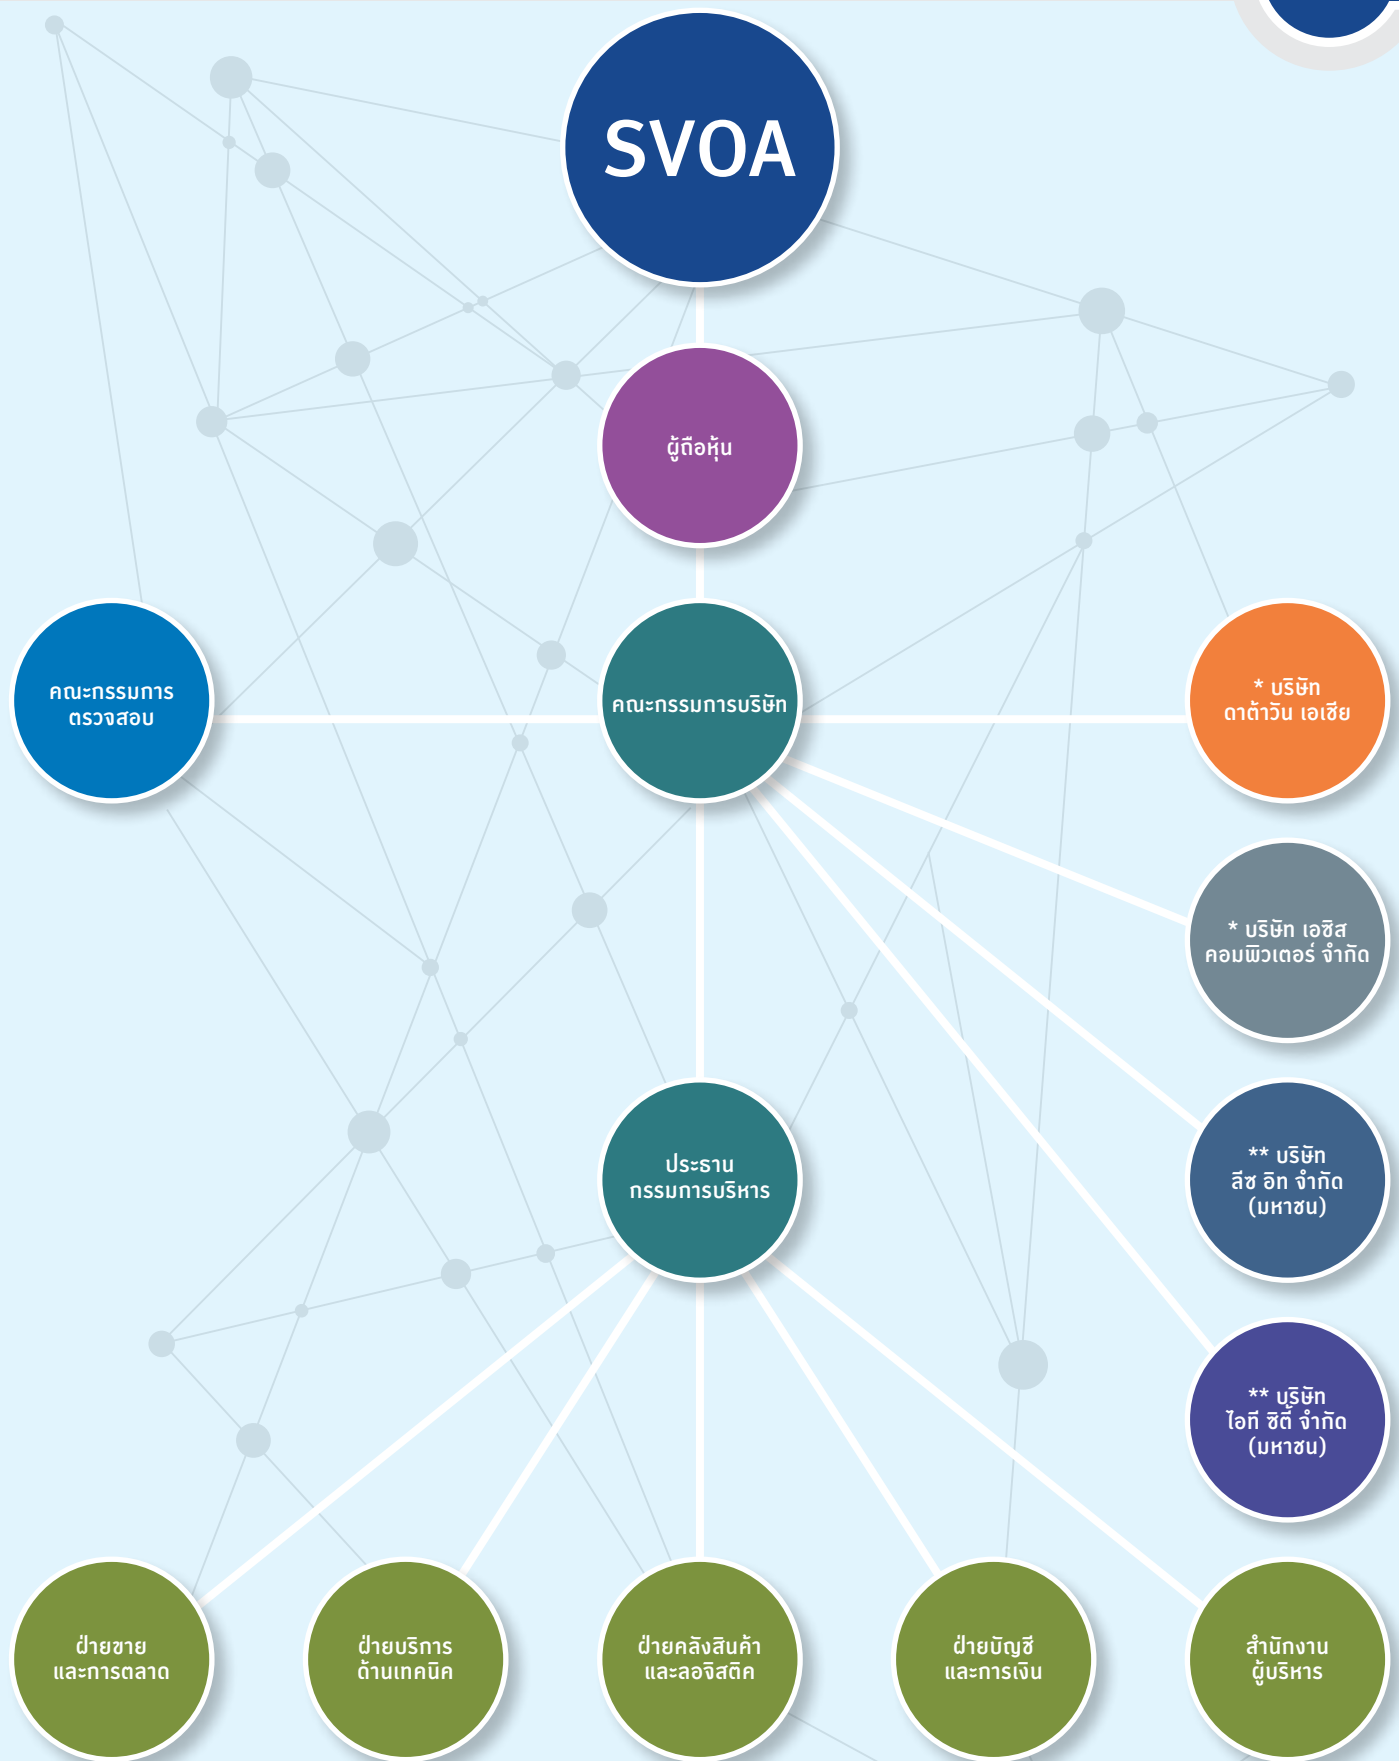 SVOA
ผู้ถือหุ้น
คณะกรรมการ
ตรวจสอบ
คณะกรรมการบริษัท
* บริษัท
ดาต้าวัน เอเชีย
* บริษัท เอซิส
คอมพิวเตอร์ จำกัด
ประธาน
กรรมการบริหาร
** บริษัท
ลีซ อิท จำกัด
(มหาชน)
** บริษัท
ไอที ซิตี้ จำกัด
(มหาชน)
ฝ่ายขาย
และการตลาด
ฝ่ายบริการ
ด้านเทคนิค
ฝ่ายคลังสินค้า
และลอจิสติค
ฝ่ายบัญชี
และการเงิน
สำนักงาน
ผู้บริหาร